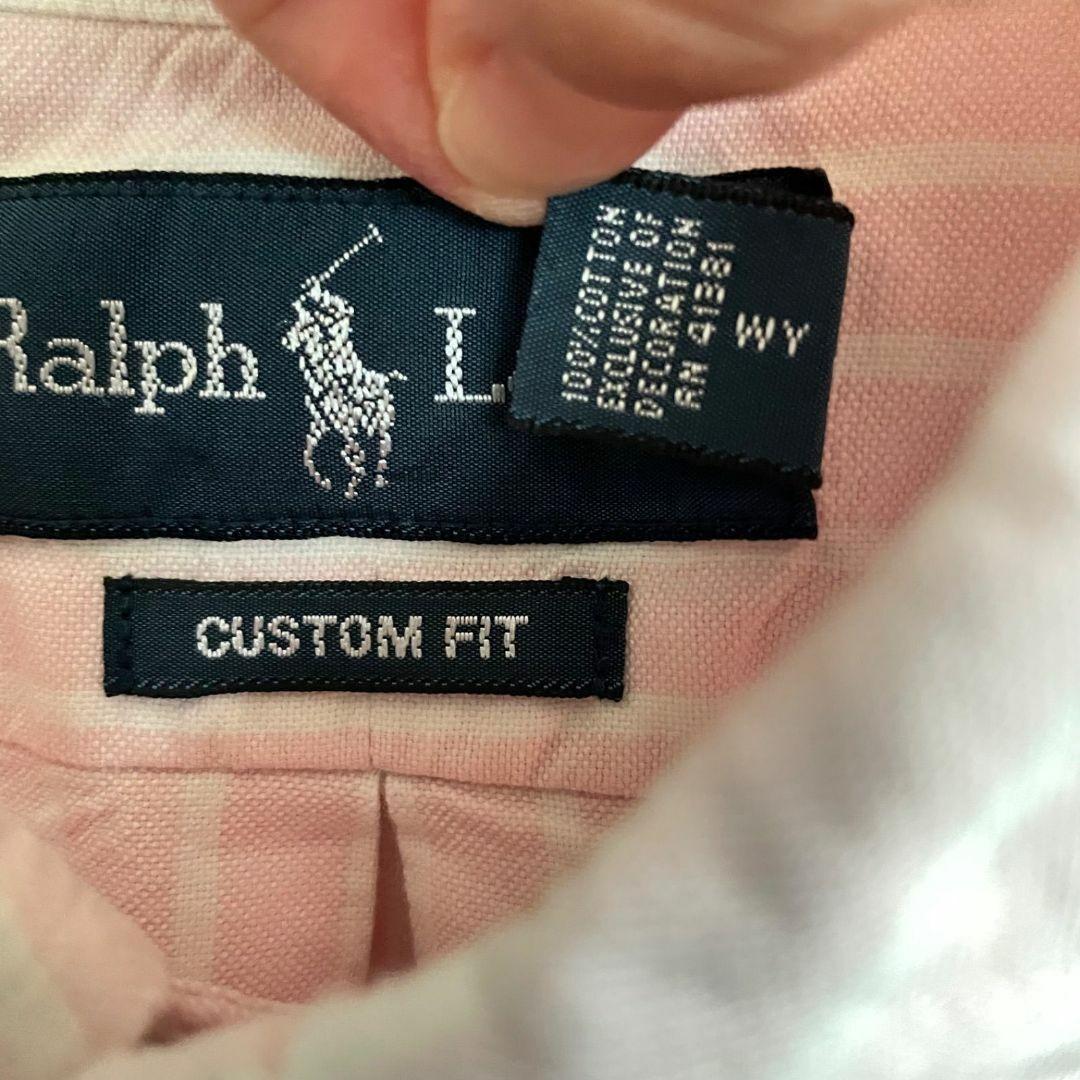 Ralph L
100% COTTON
EXCLUSIVE OF
DECORATION
RN 41381
WY
CUSTOM FIT